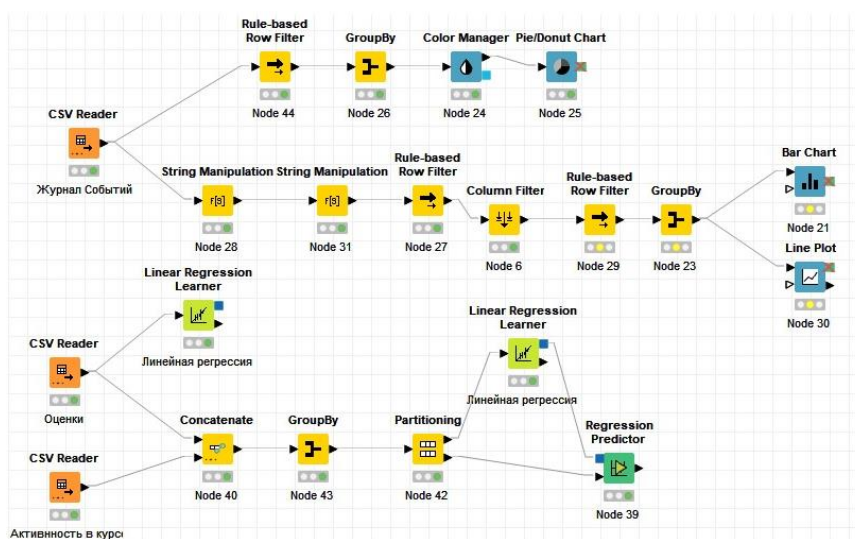 Rule-based
Row Filter
GroupBy
Color Manager
Pie/Donut Chart
Node 44
Node 26
Node 24
Node 25
CSV Reader
Журнал Событий
String Manipulation
String Manipulation
Rule-based
Row Filter
Column Filter
Rule-based
Row Filter
GroupBy
Bar Chart
f[S]
f[S]
Node 28
Node 31
Node 27
Node 6
Node 29
Node 23
Node 21
Line Plot
Node 30
Linear Regression
Learner
Линейная регрессия
CSV Reader
Оценки
Linear Regression
Learner
Линейная регрессия
Concatenate
GroupBy
Partitioning
Regression
Predictor
CSV Reader
Node 40
Node 43
Node 42
Node 39
Активнность в курсе